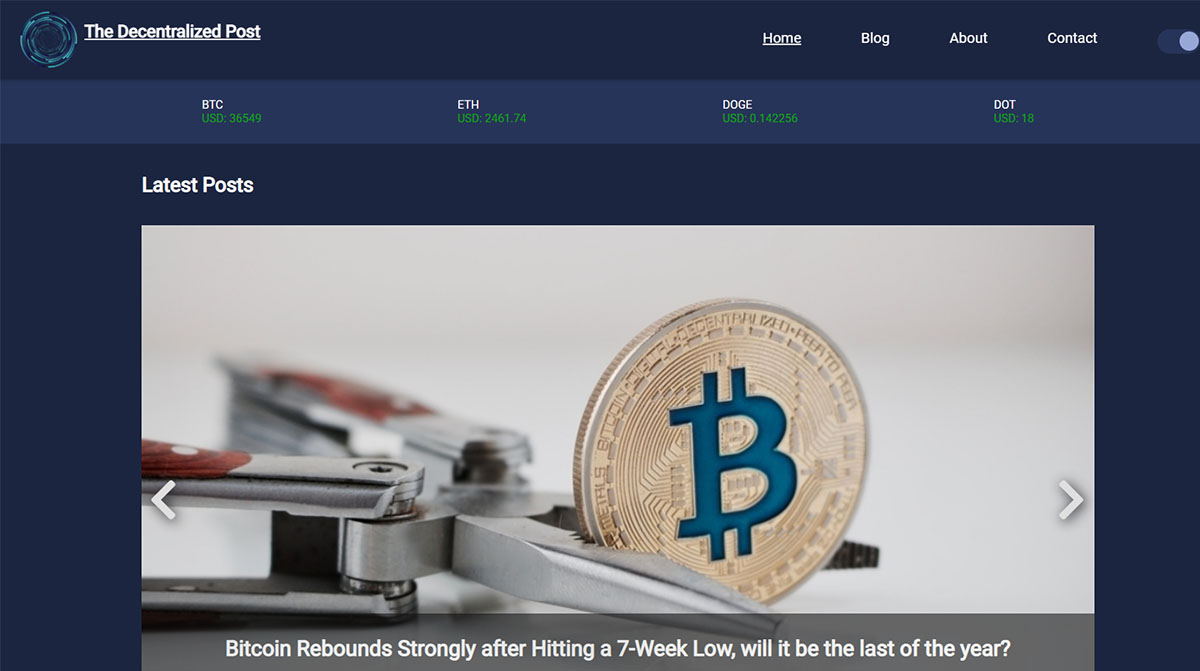 The Decentralized Post
Home Blog About Contact
BTC ETH DOGE DOT
USD: 36549 USD: 2461.74 USD: 0.142256 USD: 18
Latest Posts
DECENTRALIZED • PEER TO PEER
BITCOIN DIGITAL
Bitcoin Rebounds Strongly after Hitting a 7-Week Low, will it be the last of the year?